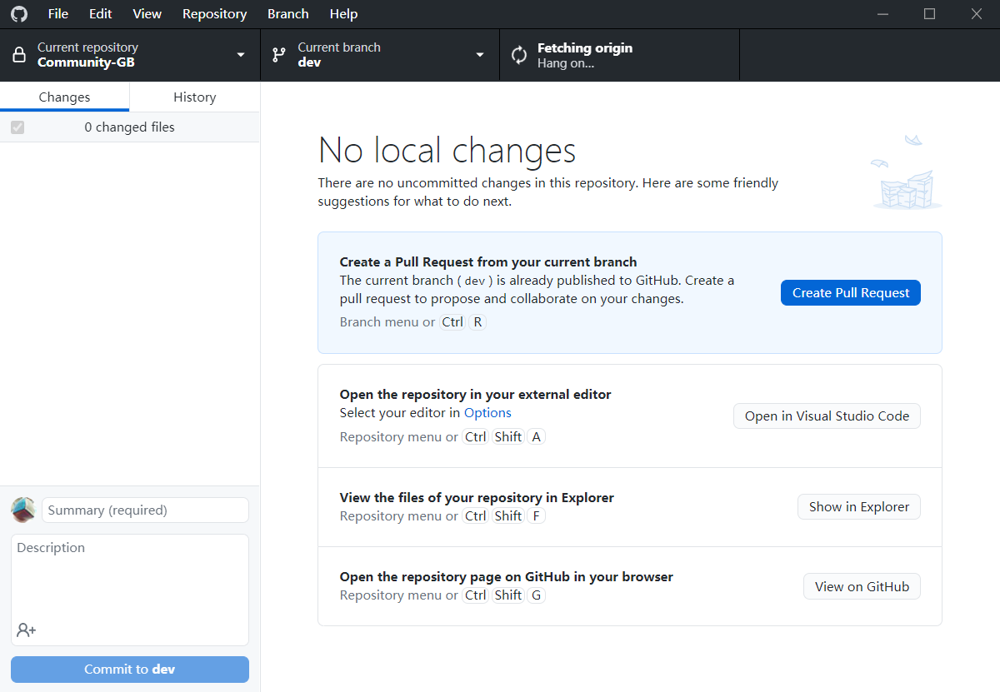 File Edit View Repository Branch Help
Current repository
Community-GB
Current branch
dev
Fetching origin
Hang on...
Changes
History
0 changed files
No local changes
There are no uncommitted changes in this repository. Here are some friendly
suggestions for what to do next.
Create a Pull Request from your current branch
The current branch ( dev ) is already published to GitHub. Create a
pull request to propose and collaborate on your changes.
Branch menu or Ctrl R
Create Pull Request
Open the repository in your external editor
Select your editor in Options
Repository menu or Ctrl Shift A
Open in Visual Studio Code
View the files of your repository in Explorer
Repository menu or Ctrl Shift F
Show in Explorer
Open the repository page on GitHub in your browser
Repository menu or Ctrl Shift G
View on GitHub
Summary (required)
Description
Commit to dev